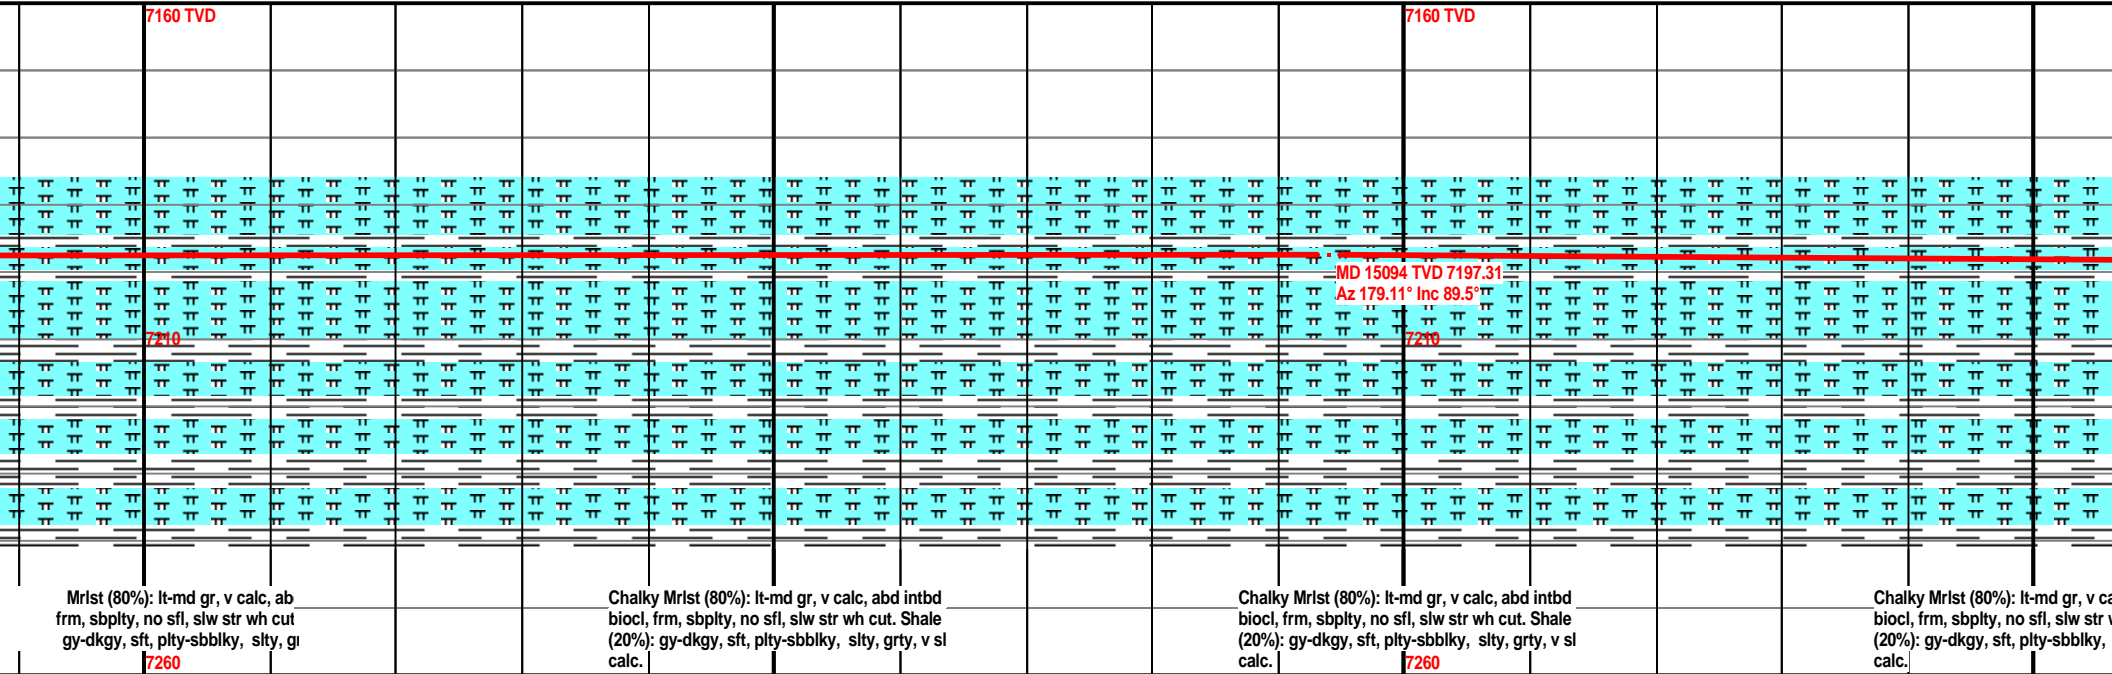 7160 TVD
7160 TVD
MD 15094 TVD 7197.31
Az 179.11° Inc 89.5°
7210
7210
Mrlst (80%): lt-md gr, v calc, ab
frm, sbplty, no sfl, slw str wh cut
gy-dkgy, sft, plty-sbblky, slty, gr
Chalky Mrlst (80%): lt-md gr, v calc, abd intbd
biocl, frm, sbplty, no sfl, slw str wh cut. Shale
(20%): gy-dkgy, sft, plty-sbblky, slty, grty, v sl
calc.
Chalky Mrlst (80%): lt-md gr, v calc, abd intbd
biocl, frm, sbplty, no sfl, slw str wh cut. Shale
(20%): gy-dkgy, sft, plty-sbblky, slty, grty, v sl
calc.
Chalky Mrlst (80%): lt-md gr, v ca
biocl, frm, sbplty, no sfl, slw str
(20%): gy-dkgy, sft, plty-sbblky,
calc.
7260
7260